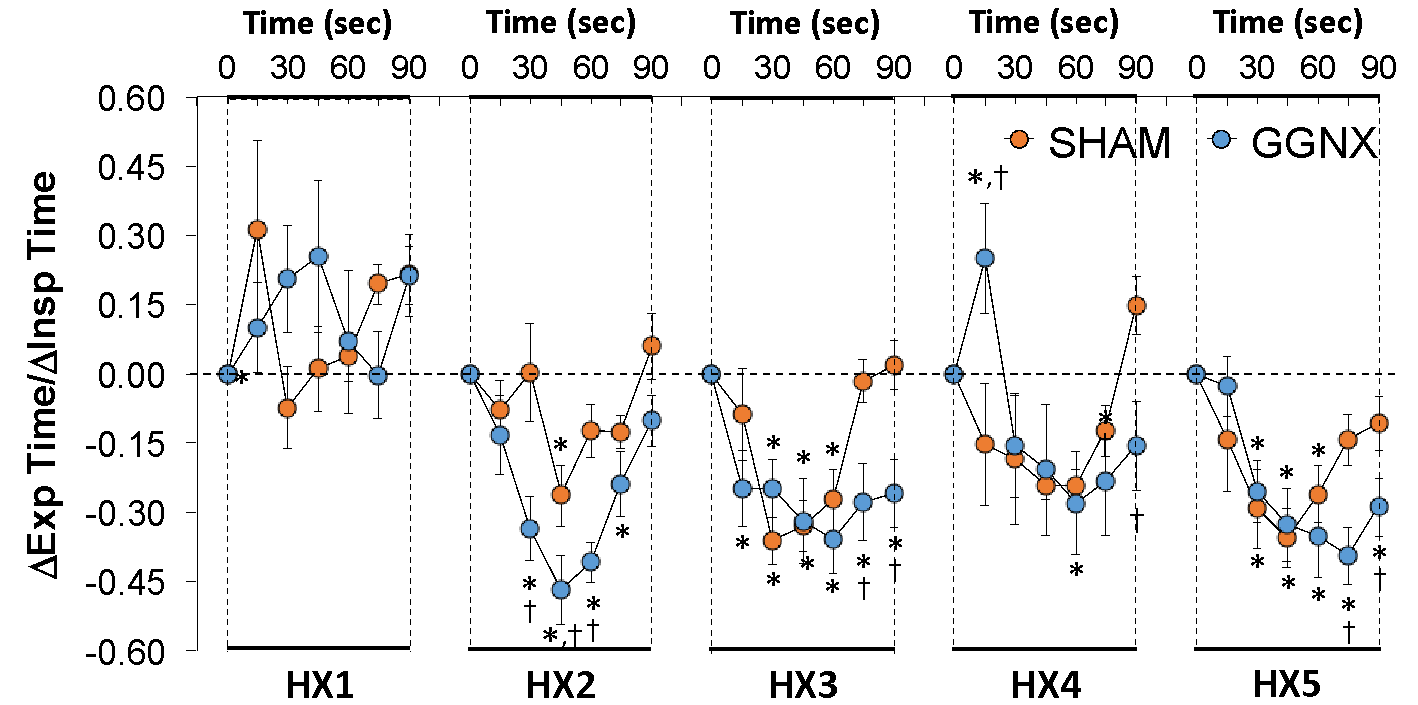 Time (sec) Time (sec) Time (sec) Time (sec) Time (sec)
0 30 60 90 0 30 60 90 0 30 60 90 0 30 60 90 0 30 60 90
0.60
SHAM GGNX
0.45
*,†
0.30
0.15
0.00
*
*
-0.15
* * * * * * *
-0.30
* †
-0.45
* * * * * * * * * * *
† † † †
* * *
-0.60
*,† † †
ΔExp Time/ΔInsp Time
HX1 HX2 HX3 HX4 HX5